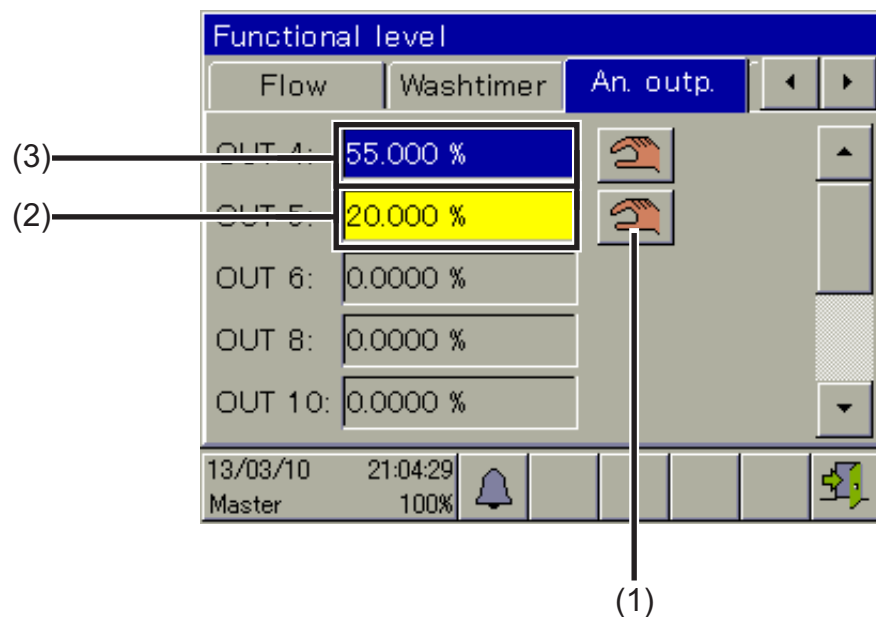 Functional level
Flow Washtimer An. outp.
(3) OUT 4: 55.000 %
(2) OUT 5: 20.000 %
OUT 6: 0.0000 %
OUT 8: 0.0000 %
OUT 10: 0.0000 %
13/03/10 21:04:29
Master 100%
(1)